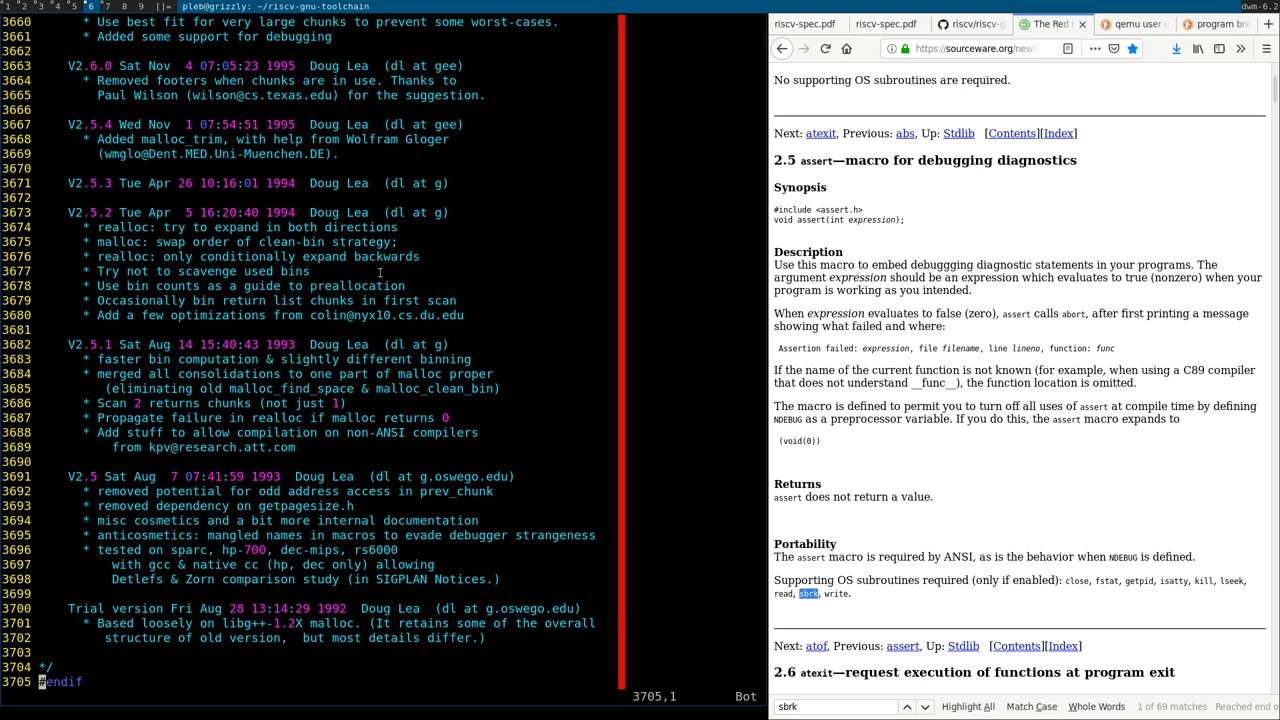 1 2 3 4 5 6 7 8 9 []= pleb@grizzly: ~/riscv-gnu-toolchain
dwm-6.2
3660 * Use best fit for very large chunks to prevent some worst-cases.
3661 * Added some support for debugging
3662
3663 V2.6.0 Sat Nov  4 07:05:23 1995  Doug Lea  (dl at gee)
3664 * Removed footers when chunks are in use. Thanks to
3665 Paul Wilson (wilson@cs.texas.edu) for the suggestion.
3666
3667 V2.5.4 Wed Nov  1 07:54:51 1995  Doug Lea  (dl at gee)
3668 * Added malloc_trim, with help from Wolfram Gloger
3669 (wmglo@Dent.MED.Uni-Muenchen.DE).
3670
3671 V2.5.3 Tue Apr 26 10:16:01 1994  Doug Lea  (dl at g)
3672
3673 V2.5.2 Tue Apr  5 16:20:40 1994  Doug Lea  (dl at g)
3674 * realloc: try to expand in both directions
3675 * malloc: swap order of clean-bin strategy;
3676 * realloc: only conditionally expand backwards
3677 * Try not to scavenge used bins
3678 * Use bin counts as a guide to preallocation
3679 * Occasionally bin return list chunks in first scan
3680 * Add a few optimizations from colin@nyx10.cs.du.edu
3681
3682 V2.5.1 Sat Aug 14 15:40:43 1993  Doug Lea  (dl at g)
3683 * faster bin computation & slightly different binning
3684 * merged all consolidations to one part of malloc proper
3685 (eliminating old malloc_find_space & malloc_clean_bin)
3686 * Scan 2 returns chunks (not just 1)
3687 * Propagate failure in realloc if malloc returns 0
3688 * Add stuff to allow compilation on non-ANSI compilers
3689 from kpv@research.att.com
3690
3691 V2.5 Sat Aug  7 07:41:59 1993  Doug Lea  (dl at g.oswego.edu)
3692 * removed potential for odd address access in prev_chunk
3693 * removed dependency on getpagesize.h
3694 * misc cosmetics and a bit more internal documentation
3695 * anticosmetics: mangled names in macros to evade debugger strangeness
3696 * tested on sparc, hp-700, dec-mips, rs6000
3697 with gcc & native cc (hp, dec only) allowing
3698 Detlefs & Zorn comparison study (in SIGPLAN Notices.)
3699
3700 Trial version Fri Aug 28 13:14:29 1992  Doug Lea  (dl at g.oswego.edu)
3701 * Based loosely on libg++-1.2X malloc. (It retains some of the overall
3702 structure of old version,  but most details differ.)
3703
3704 */
3705 #endif
3705,1 Bot
riscv-spec.pdf riscv-spec.pdf riscv/riscv-g The Red qemu user program bre
https://sourceware.org/newl
No supporting OS subroutines are required.
Next: atexit, Previous: abs, Up: Stdlib [Contents][Index]
2.5 assert—macro for debugging diagnostics
Synopsis
#include <assert.h>
void assert(int expression);
Description
Use this macro to embed debuggging diagnostic statements in your programs. The
argument expression should be an expression which evaluates to true (nonzero) when your
program is working as you intended.
When expression evaluates to false (zero), assert calls abort, after first printing a message
showing what failed and where:
Assertion failed: expression, file filename, line lineno, function: func
If the name of the current function is not known (for example, when using a C89 compiler
that does not understand __func__), the function location is omitted.
The macro is defined to permit you to turn off all uses of assert at compile time by defining
NDEBUG as a preprocessor variable. If you do this, the assert macro expands to
(void(0))
Returns
assert does not return a value.
Portability
The assert macro is required by ANSI, as is the behavior when NDEBUG is defined.
Supporting OS subroutines required (only if enabled): close, fstat, getpid, isatty, kill, lseek,
read, sbrk, write.
Next: atof, Previous: assert, Up: Stdlib [Contents][Index]
2.6 atexit—request execution of functions at program exit
sbrk Highlight All Match Case Whole Words 1 of 69 matches Reached end o